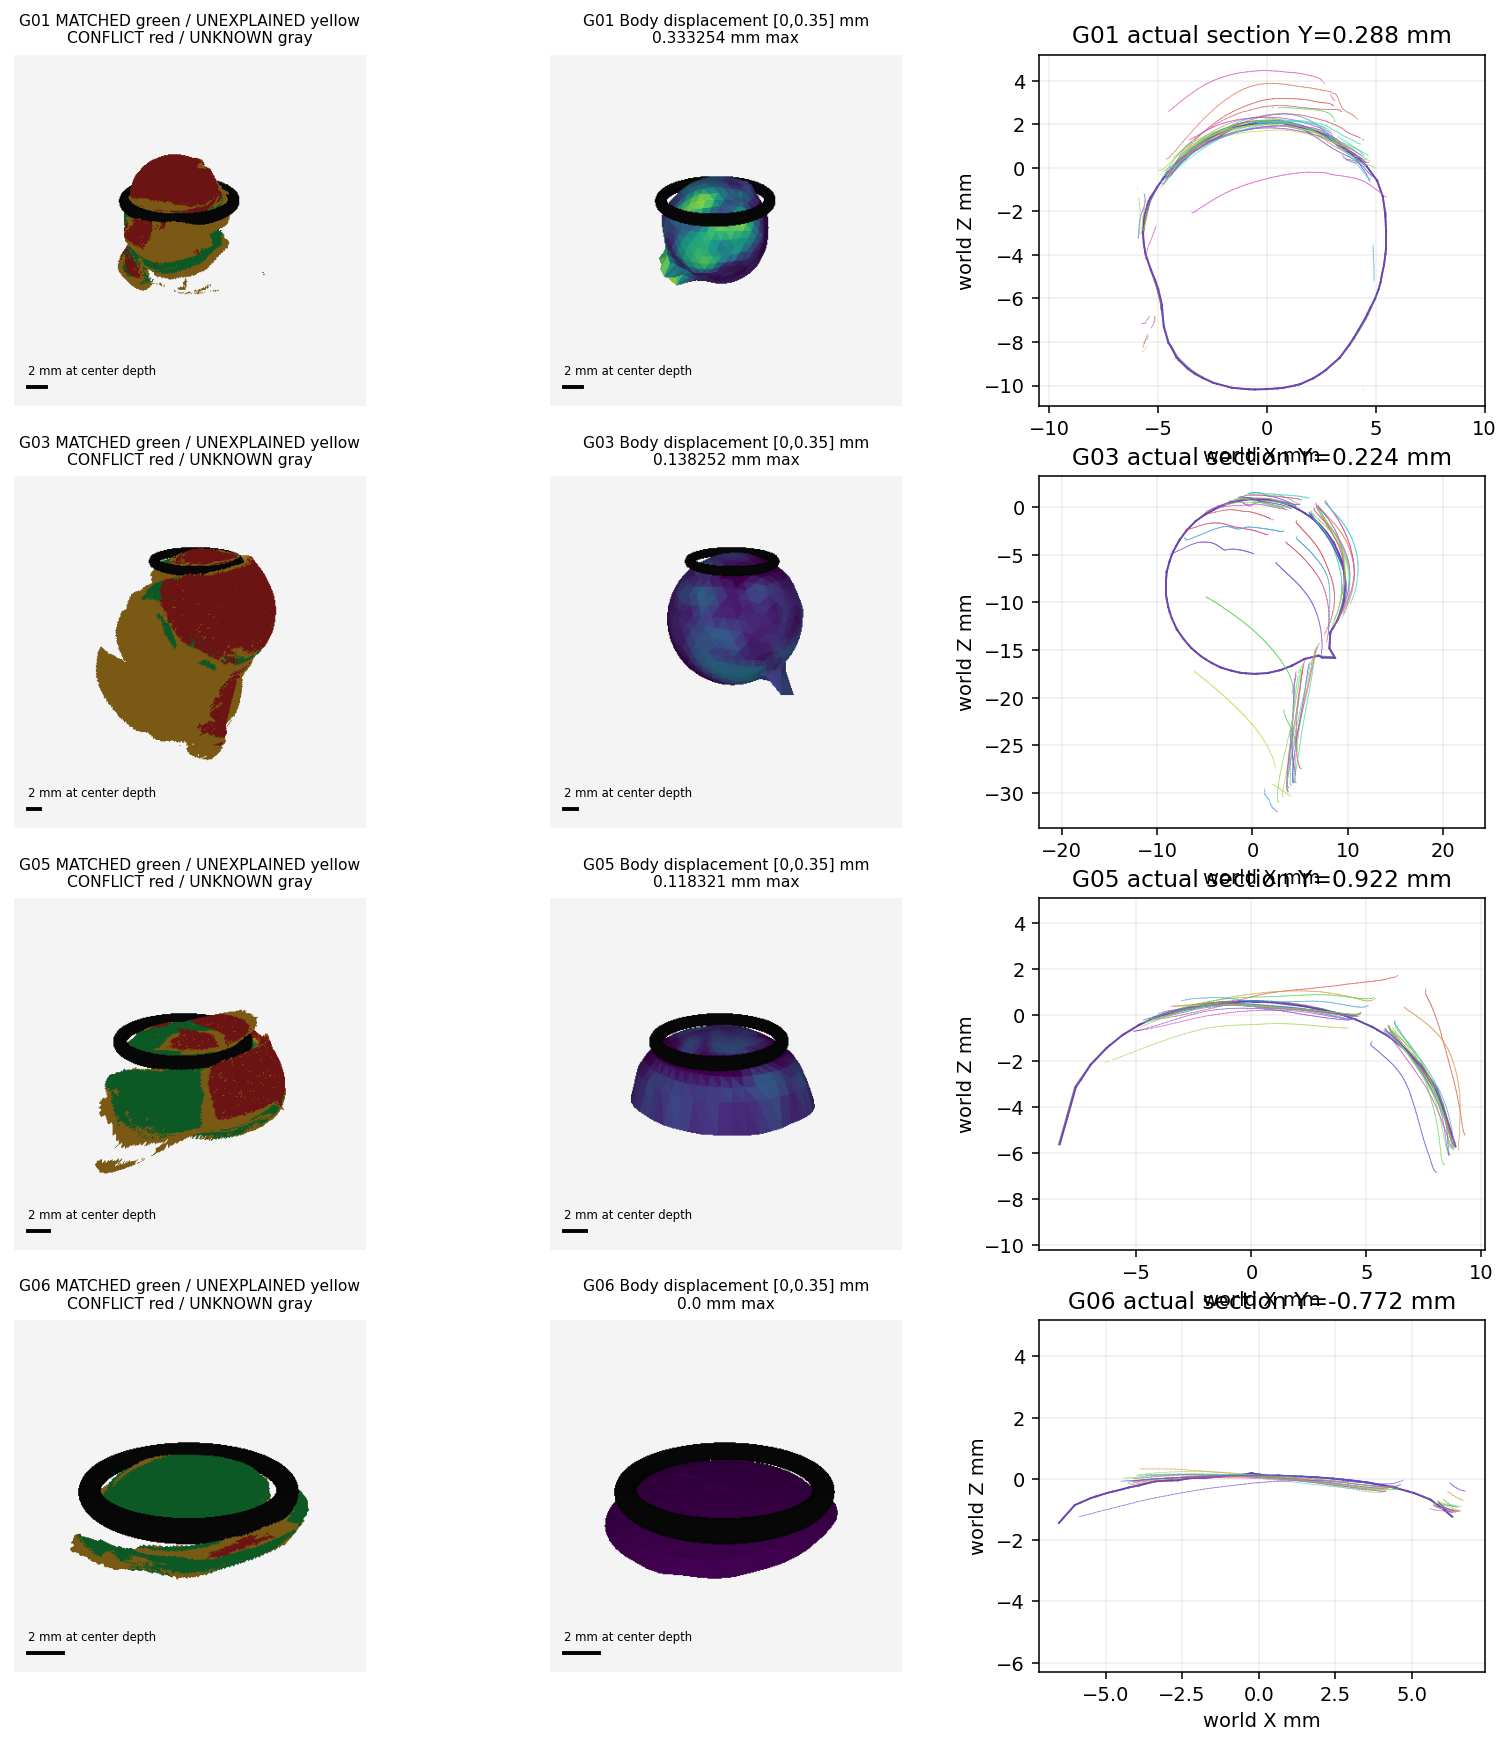 G01 MATCHED green / UNEXPLAINED yellow
CONFLICT red / UNKNOWN gray
2 mm at center depth
G01 Body displacement [0,0.35] mm
0.333254 mm max
2 mm at center depth
G01 actual section Y=0.288 mm
world Z mm
4
2
0
−2
−4
−6
−8
−10
−10 −5 0 5 10
world X mm
G03 MATCHED green / UNEXPLAINED yellow
CONFLICT red / UNKNOWN gray
2 mm at center depth
G03 Body displacement [0,0.35] mm
0.138252 mm max
2 mm at center depth
G03 actual section Y=0.224 mm
world Z mm
0
−5
−10
−15
−20
−25
−30
−20 −10 0 10 20
world X mm
G05 MATCHED green / UNEXPLAINED yellow
CONFLICT red / UNKNOWN gray
2 mm at center depth
G05 Body displacement [0,0.35] mm
0.118321 mm max
2 mm at center depth
G05 actual section Y=0.922 mm
world Z mm
4
2
0
−2
−4
−6
−8
−10
−5 0 5 10
world X mm
G06 MATCHED green / UNEXPLAINED yellow
CONFLICT red / UNKNOWN gray
2 mm at center depth
G06 Body displacement [0,0.35] mm
0.0 mm max
2 mm at center depth
G06 actual section Y=-0.772 mm
world Z mm
4
2
0
−2
−4
−6
−5.0 −2.5 0.0 2.5 5.0
world X mm